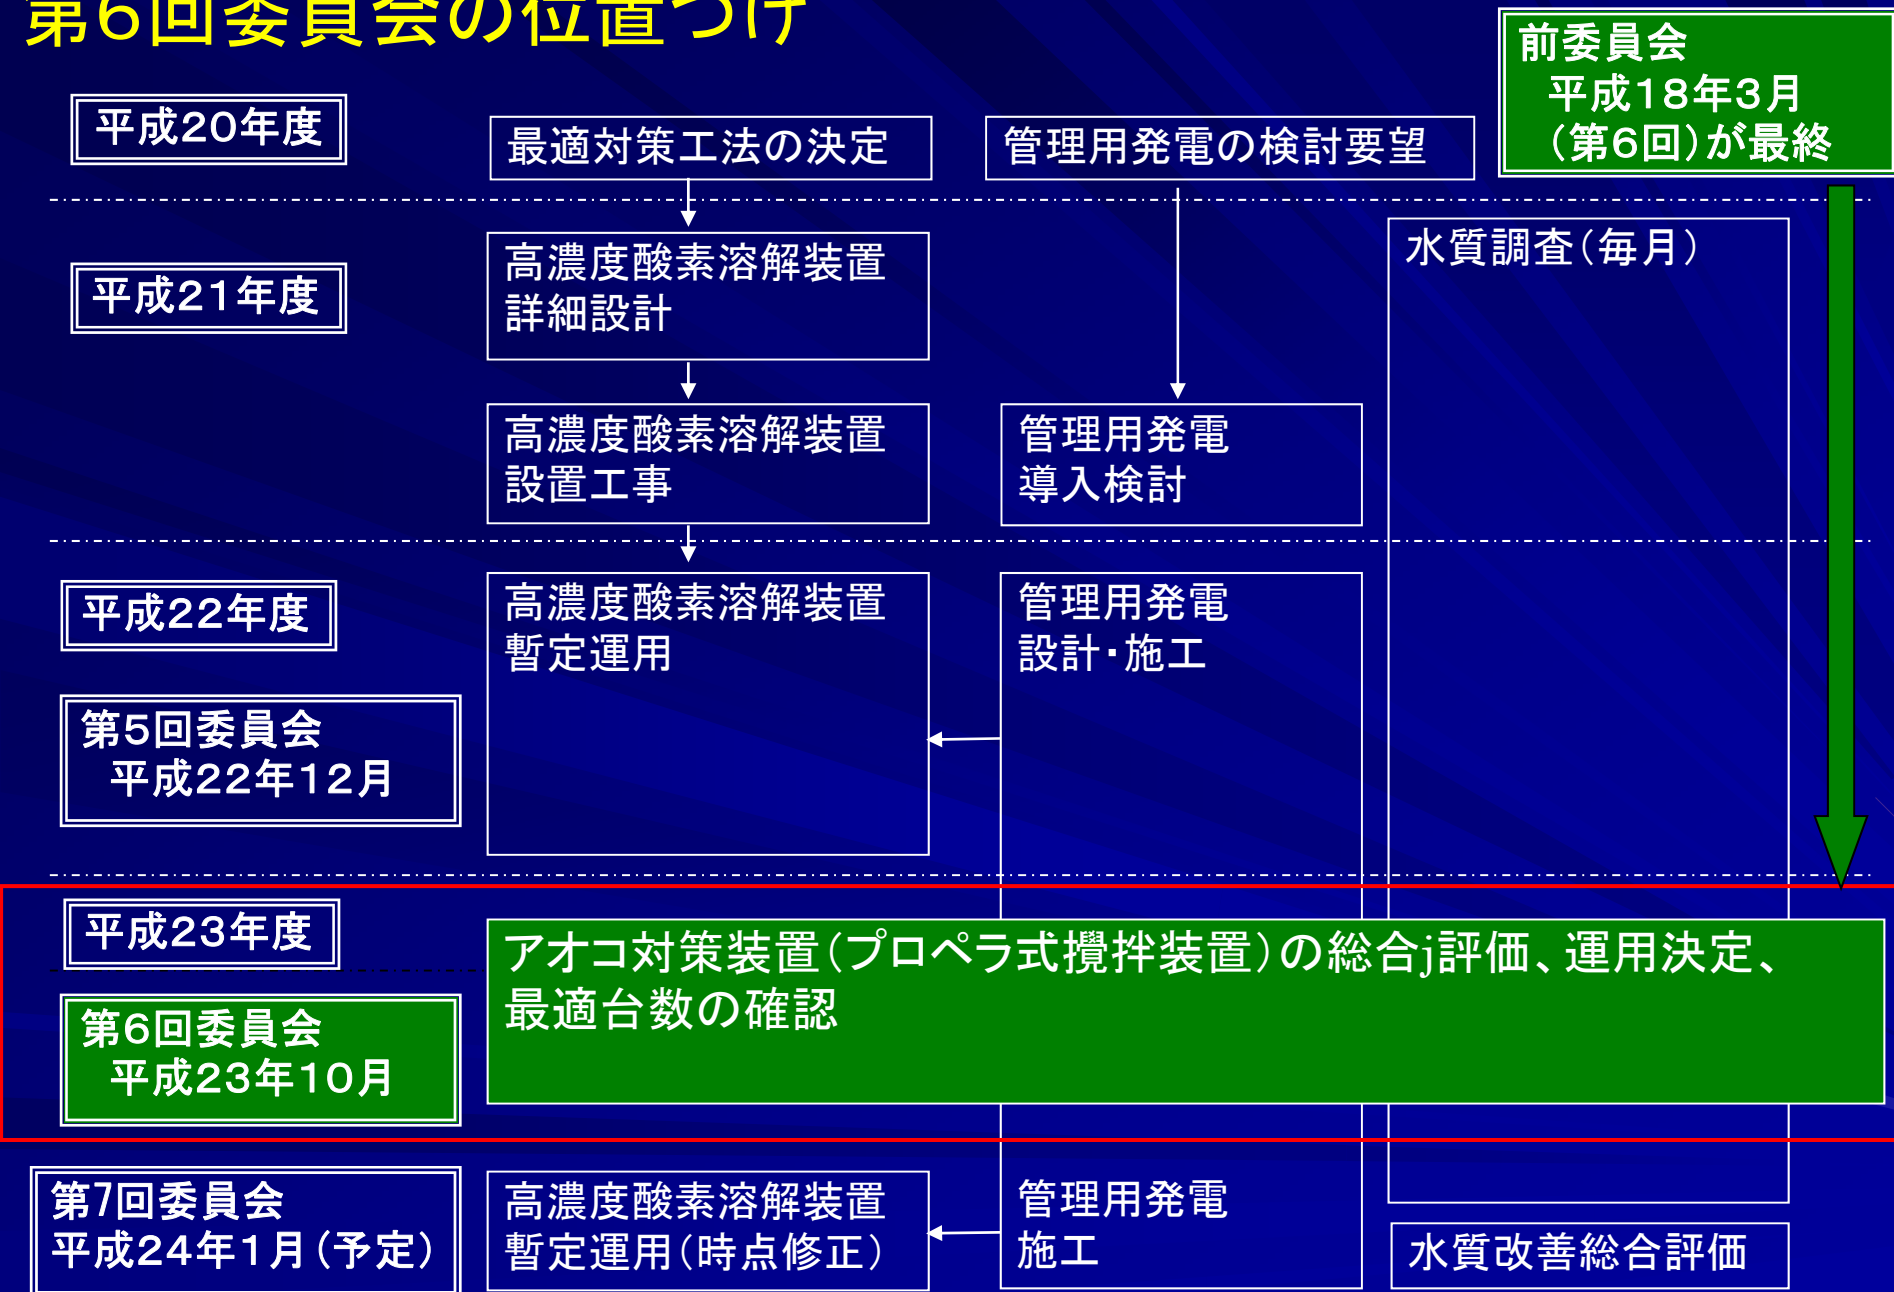 第6回委員会の位置づけ
前委員会
平成18年3月
（第6回）が最終
平成20年度
最適対策工法の決定
管理用発電の検討要望
平成21年度
高濃度酸素溶解装置
詳細設計
水質調査（毎月）
高濃度酸素溶解装置
設置工事
管理用発電
導入検討
平成22年度
高濃度酸素溶解装置
暫定運用
管理用発電
設計・施工
第5回委員会
平成22年12月
平成23年度
アオコ対策装置（プロペラ式攪拌装置）の総合j評価、運用決定、
最適台数の確認
第6回委員会
平成23年10月
第7回委員会
平成24年1月（予定）
高濃度酸素溶解装置
暫定運用（時点修正）
管理用発電
施工
水質改善総合評価